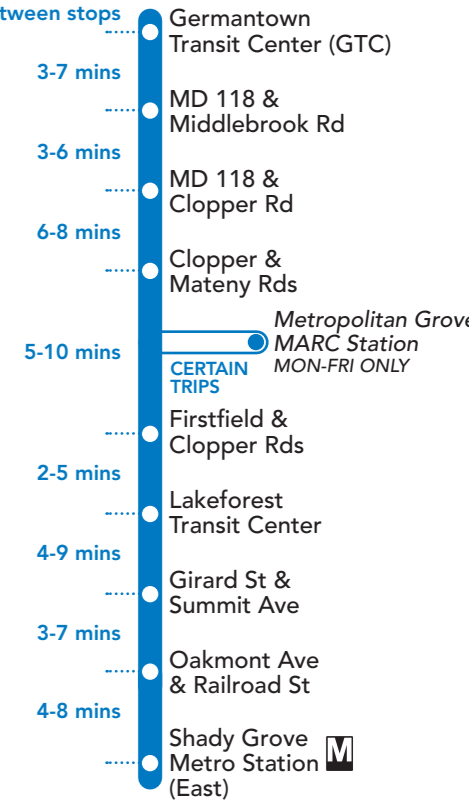 tween stops
Germantown
Transit Center (GTC)
3-7 mins
MD 118 &
Middlebrook Rd
3-6 mins
MD 118 &
Clopper Rd
6-8 mins
Clopper &
Mateny Rds
Metropolitan Grove
MARC Station
MON-FRI ONLY
5-10 mins
CERTAIN
TRIPS
Firstfield &
Clopper Rds
2-5 mins
Lakeforest
Transit Center
4-9 mins
Girard St &
Summit Ave
3-7 mins
Oakmont Ave
& Railroad St
4-8 mins
Shady Grove
Metro Station M
(East)